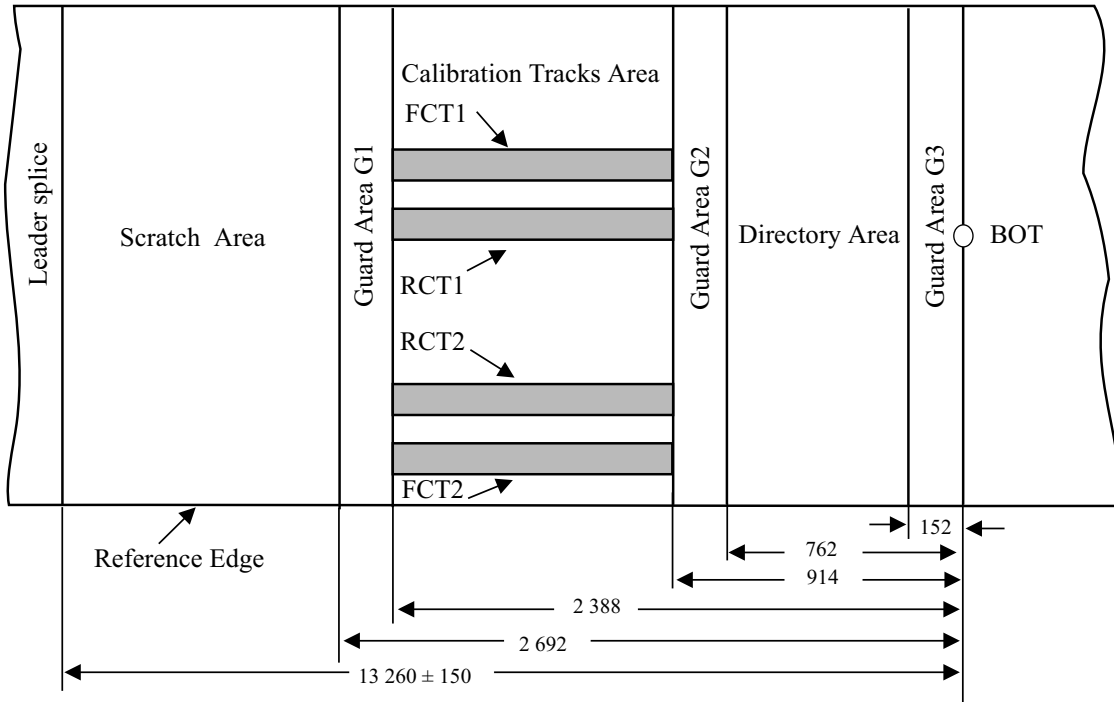 Calibration Tracks Area
FCT1
Leader splice
Scratch Area
Guard Area G1
Guard Area G2
Directory Area
Guard Area G3
BOT
RCT1
RCT2
FCT2
Reference Edge
152
762
914
2 388
2 692
13 260 ± 150